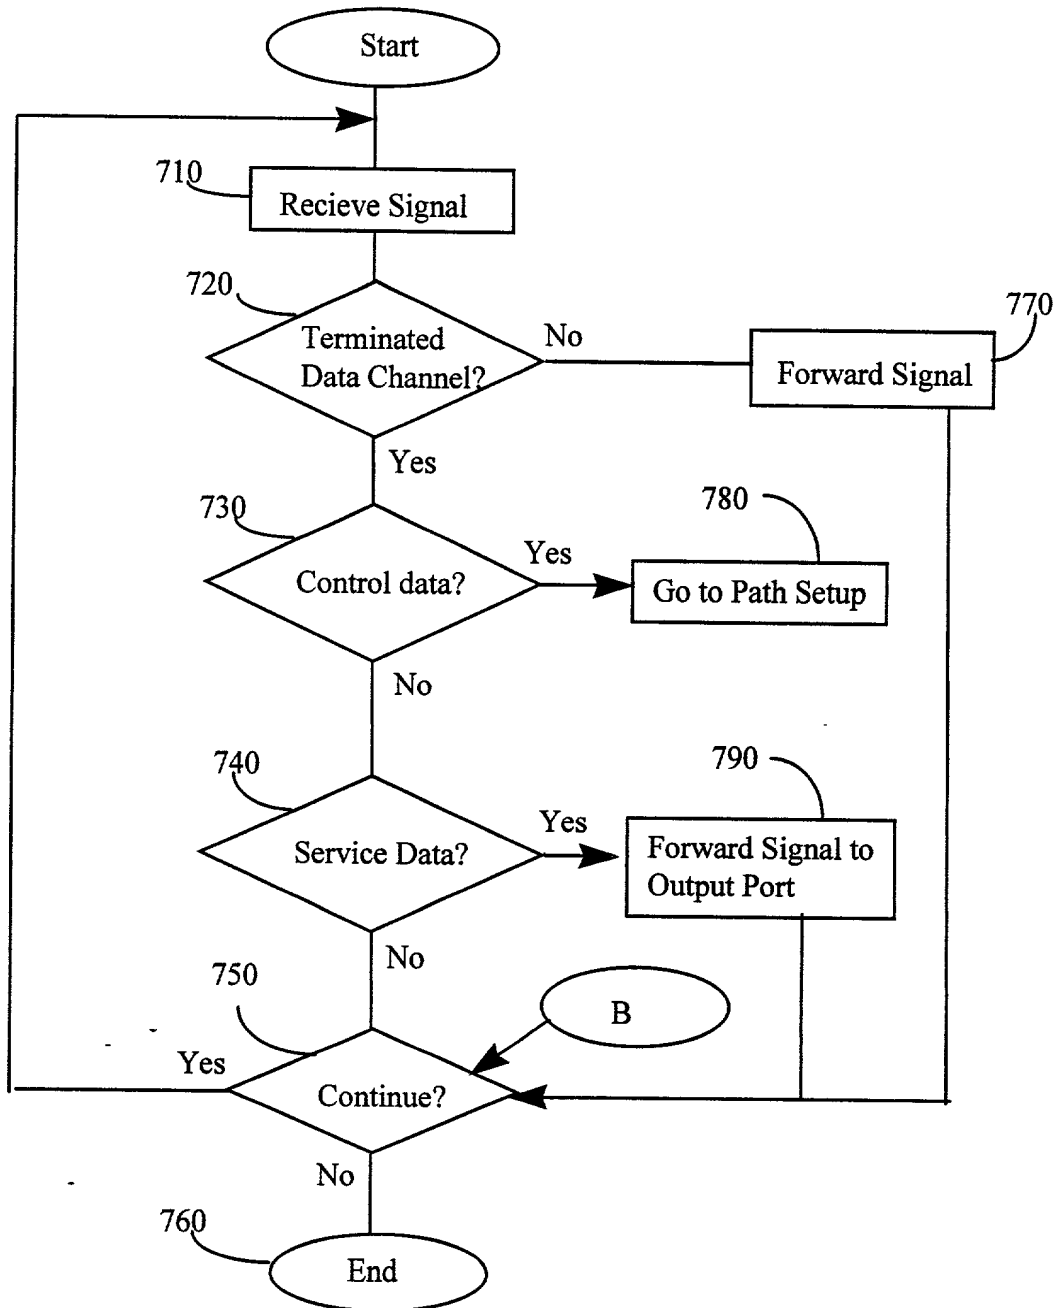 Start
710
Recieve Signal
720
Terminated
Data Channel?
No
770
Forward Signal
Yes
730
Control data?
Yes
780
Go to Path Setup
No
740
Service Data?
Yes
790
Forward Signal to
Output Port
No
750
B
Yes
Continue?
No
760
End